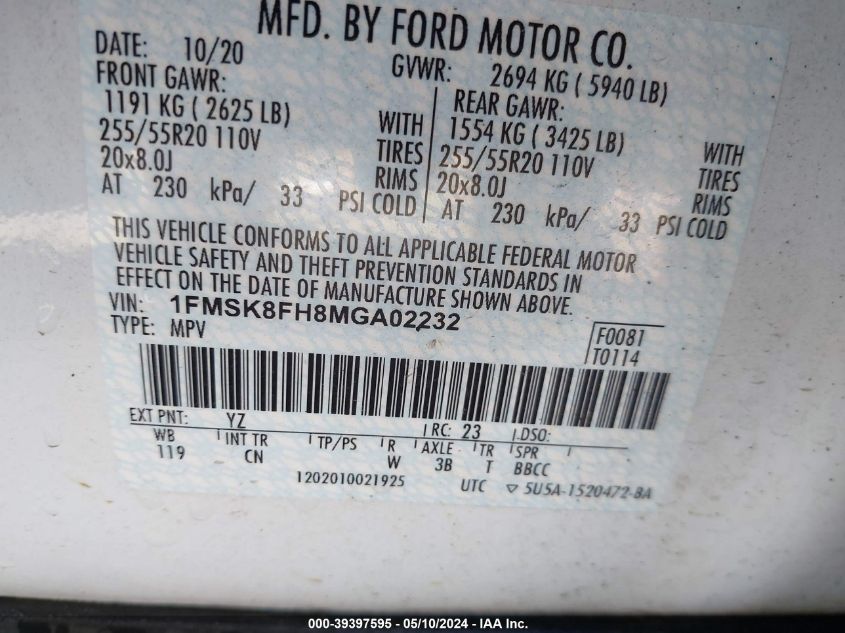 MFD. BY FORD MOTOR CO.
DATE: 10/20
GVWR: 2694 KG ( 5940 LB)
FRONT GAWR:
1191 KG ( 2625 LB)
255/55R20 110V
20x8.0J
WITH
TIRES
RIMS
AT 230 kPa/ 33 PSI COLD
REAR GAWR:
1554 KG ( 3425 LB)
255/55R20 110V
20x8.0J
WITH
TIRES
RIMS
AT 230 kPa/ 33 PSI COLD
THIS VEHICLE CONFORMS TO ALL APPLICABLE FEDERAL MOTOR
VEHICLE SAFETY AND THEFT PREVENTION STANDARDS IN
EFFECT ON THE DATE OF MANUFACTURE SHOWN ABOVE.
VIN: 1FMSK8FH8MGA02232
TYPE: MPV
F0081
T0114
EXT PNT: YZ RC: 23 DSO:
WB INT TR TP/PS R AXLE TR SPR
119 CN W 3B T BBCC
1202010021925 UTC ▽ 5U5A-1520472-BA
000-39397595 - 05/10/2024 - IAA Inc.